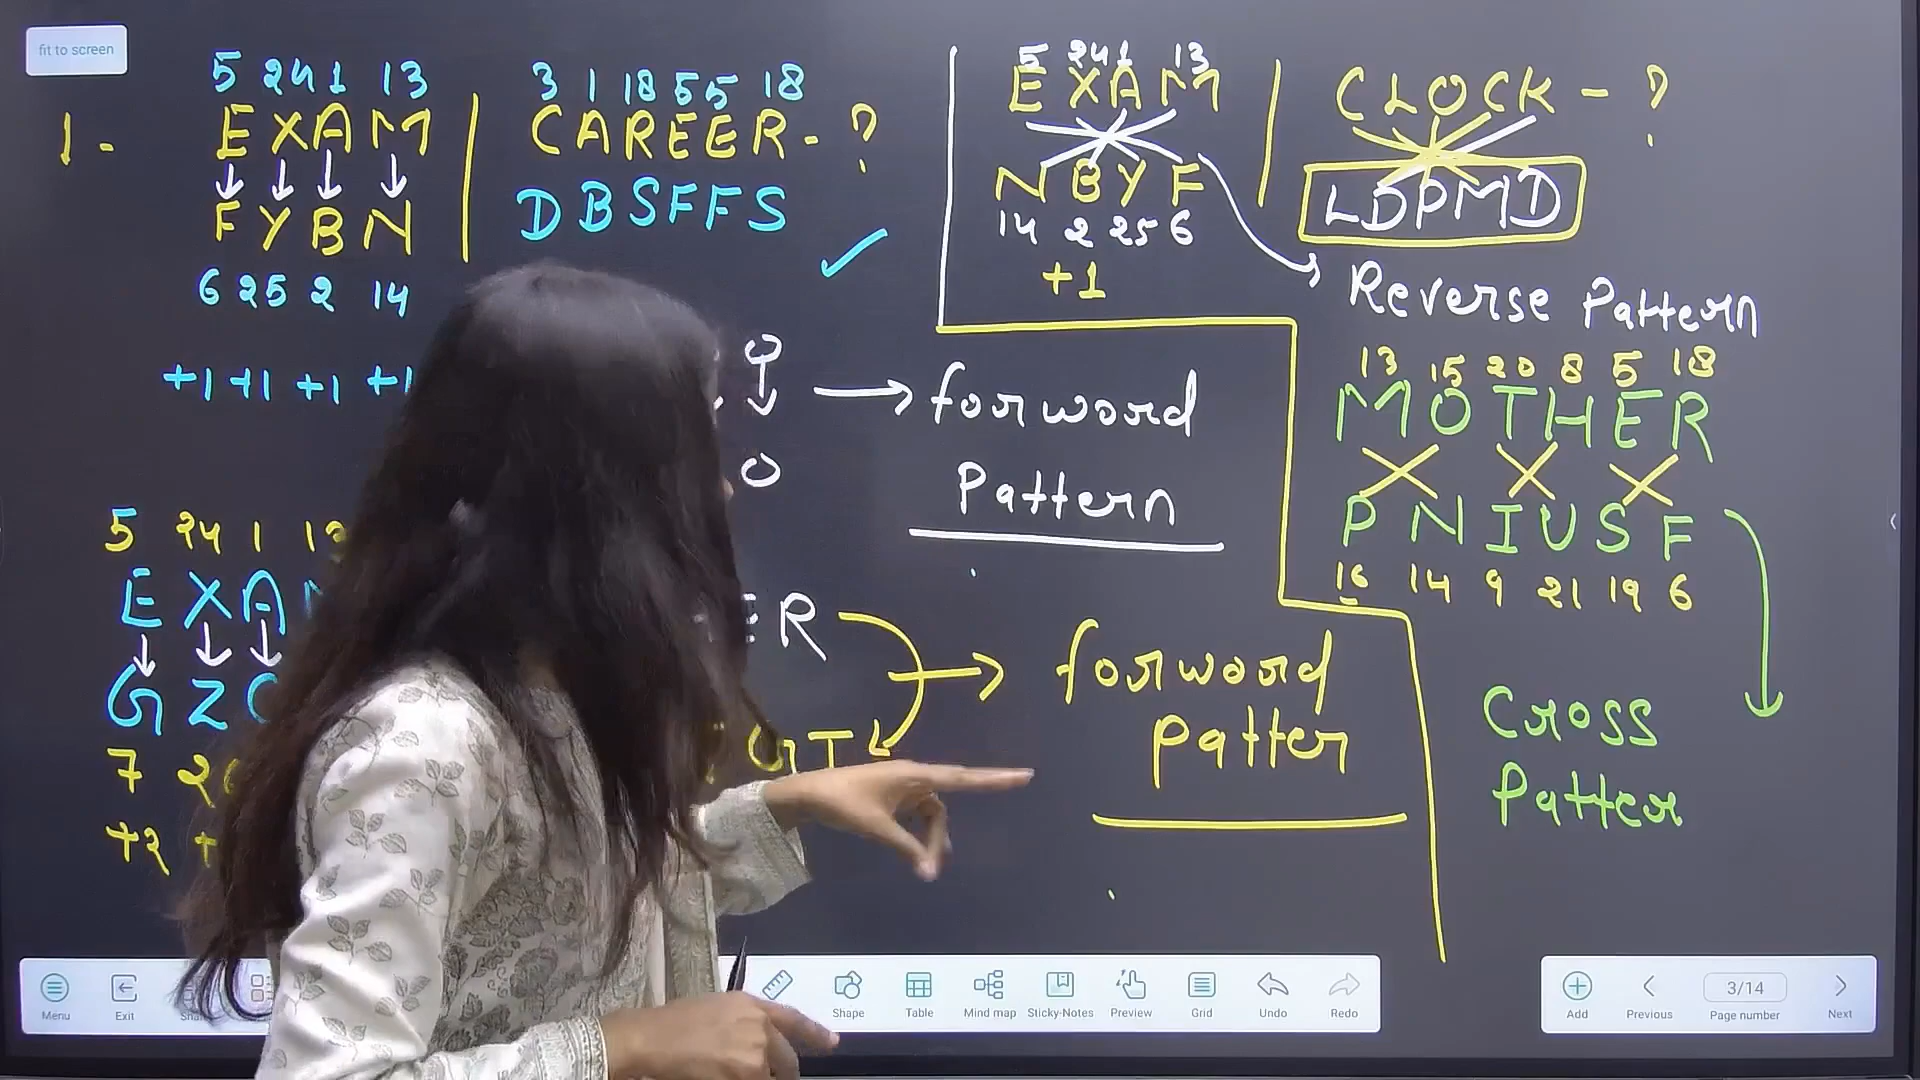 fit to screen
5 24 1 13
1- EXAM
FYBN
6 25 2 14
+1 +1 +1 +1
3 1 18 5 5 18
CAREER - ?
DBSFFS
5 24 1 13
EXAM
NBYF
14 2 25 6
+1
CLOCK - ?
LDPMD
Reverse Pattern
O
forword
Pattern
13 15 20 8 5 18
MOTHER
PNIUSF
16 14 9 21 19 6
Cross
Patter
5 24 1
EXA
G Z
7
+2 +
ER
GT
forword
patter
Menu
Exit
Shape
Table
Mind map
Sticky-Notes
Preview
Grid
Undo
Redo
Add
Previous
3/14
Page number
Next